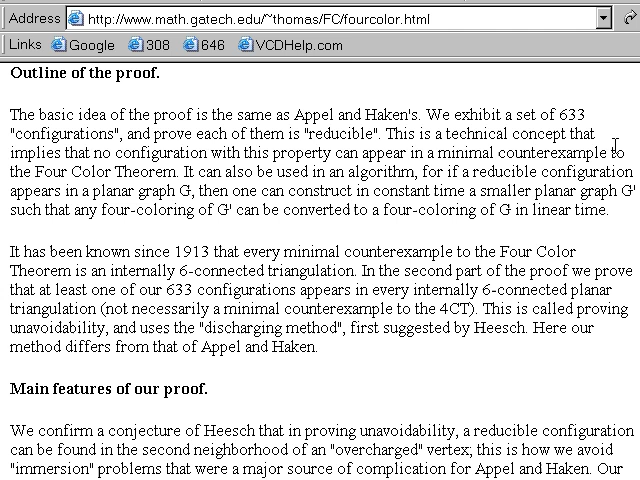 Address http://www.math.gatech.edu/~thomas/FC/fourcolor.html
Links Google 308 646 VCDHelp.com
Outline of the proof.
The basic idea of the proof is the same as Appel and Haken's. We exhibit a set of 633
"configurations", and prove each of them is "reducible". This is a technical concept that
implies that no configuration with this property can appear in a minimal counterexample to
the Four Color Theorem. It can also be used in an algorithm, for if a reducible configuration
appears in a planar graph G, then one can construct in constant time a smaller planar graph G'
such that any four-coloring of G' can be converted to a four-coloring of G in linear time.
It has been known since 1913 that every minimal counterexample to the Four Color
Theorem is an internally 6-connected triangulation. In the second part of the proof we prove
that at least one of our 633 configurations appears in every internally 6-connected planar
triangulation (not necessarily a minimal counterexample to the 4CT). This is called proving
unavoidability, and uses the "discharging method", first suggested by Heesch. Here our
method differs from that of Appel and Haken.
Main features of our proof.
We confirm a conjecture of Heesch that in proving unavoidability, a reducible configuration
can be found in the second neighborhood of an "overcharged" vertex; this is how we avoid
"immersion" problems that were a major source of complication for Appel and Haken. Our